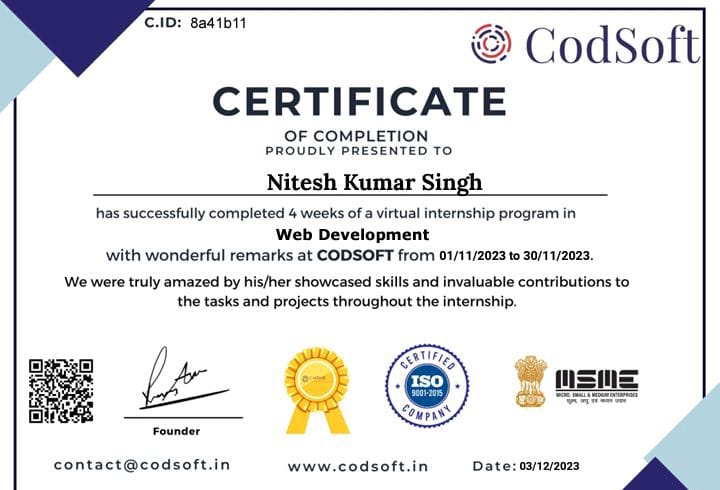 C.ID: 8a41b11
CodSoft
CERTIFICATE
OF COMPLETION
PROUDLY PRESENTED TO
Nitesh Kumar Singh
has successfully completed 4 weeks of a virtual internship program in
Web Development
with wonderful remarks at CODSOFT from 01/11/2023 to 30/11/2023.
We were truly amazed by his/her showcased skills and invaluable contributions to
the tasks and projects throughout the internship.
CodSoft
CERTIFIED
ISO
9001-2015
COMPANY
MSME
MICRO, SMALL & MEDIUM ENTERPRISES
सूक्ष्म, लघु एवं मध्यम उद्यम
Founder
contact@codsoft.in
www.codsoft.in
Date: 03/12/2023